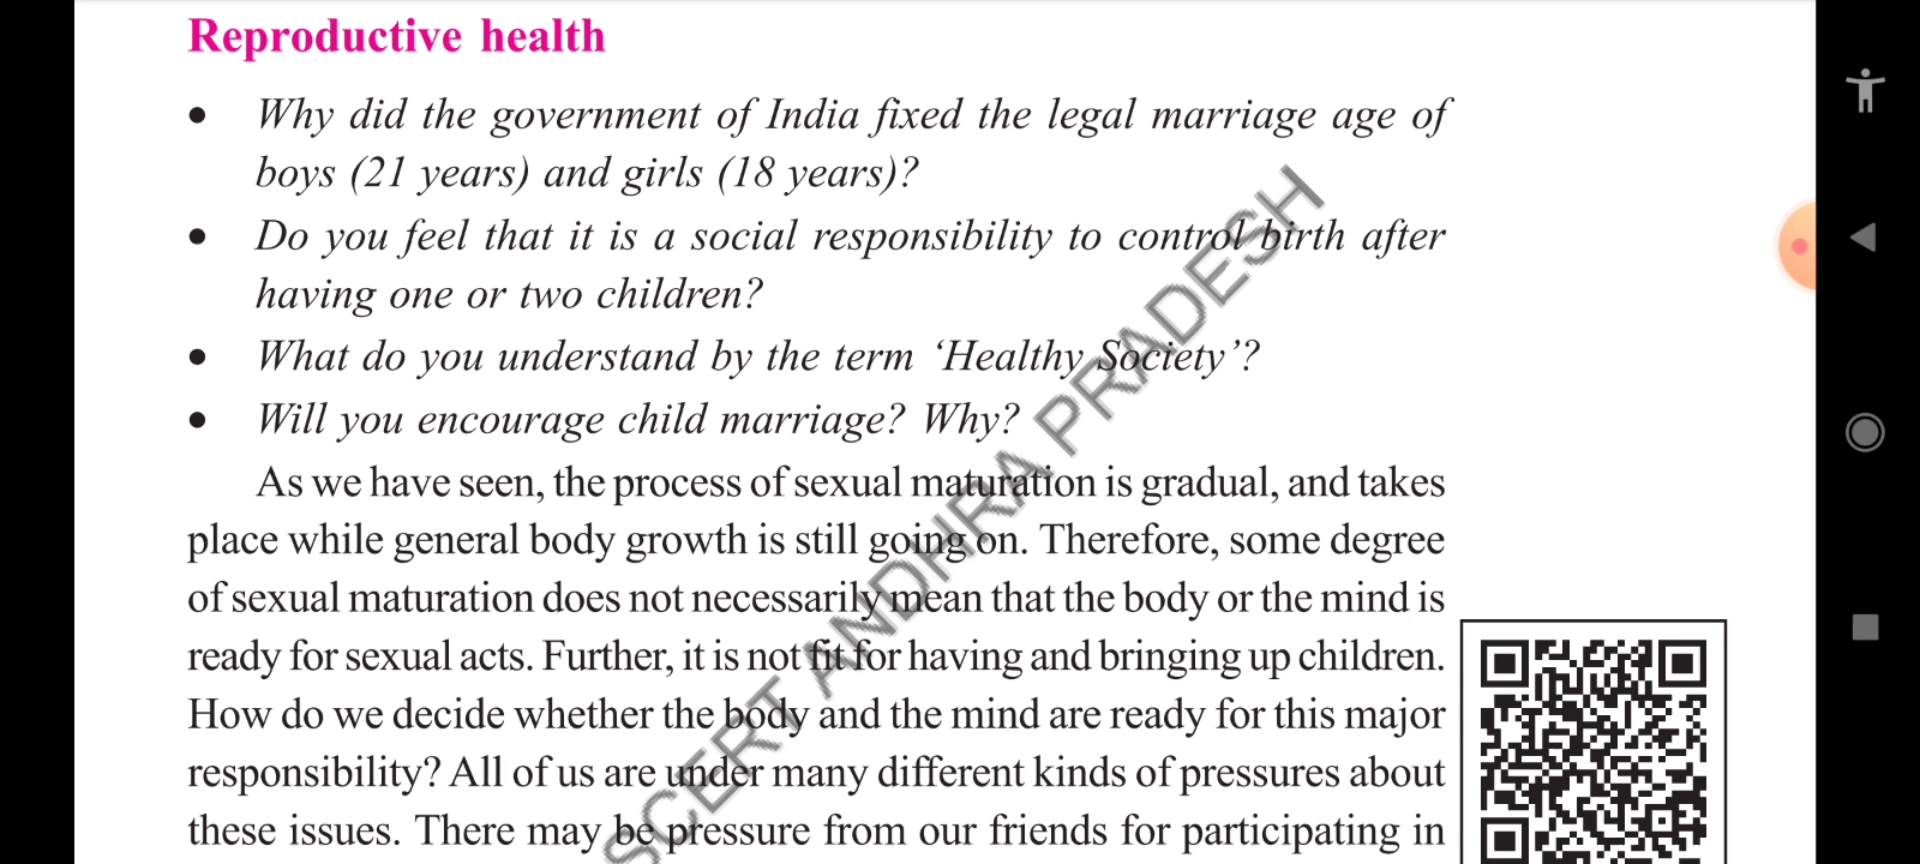 Reproductive health
• Why did the government of India fixed the legal marriage age of
boys (21 years) and girls (18 years)?
• Do you feel that it is a social responsibility to control birth after
having one or two children?
• What do you understand by the term ‘Healthy Society’?
• Will you encourage child marriage? Why?
As we have seen, the process of sexual maturation is gradual, and takes
place while general body growth is still going on. Therefore, some degree
of sexual maturation does not necessarily mean that the body or the mind is
ready for sexual acts. Further, it is not fit for having and bringing up children.
How do we decide whether the body and the mind are ready for this major
responsibility? All of us are under many different kinds of pressures about
these issues. There may be pressure from our friends for participating in
SCERT ANDHRA PRADESH